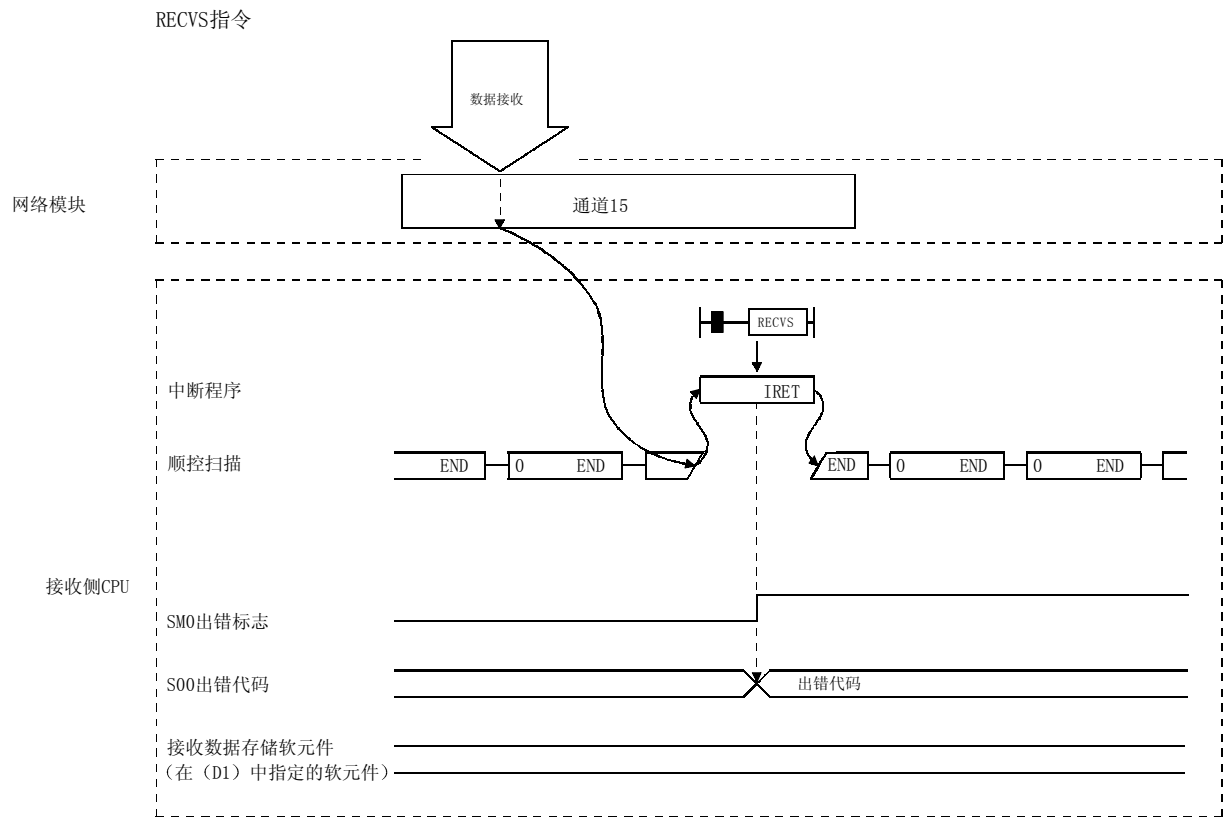 RECVS指令
数据接收
网络模块
通道15
RECVS
中断程序
IRET
顺控扫描
END
0
END
END
0
END
0
END
接收侧CPU
SM0出错标志
S00出错代码
出错代码
接收数据存储软元件
(在（D1）中指定的软元件)